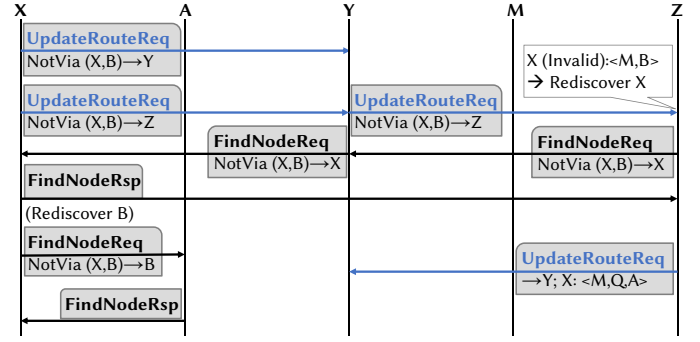 X A Y M Z
UpdateRouteReq
NotVia (X,B)→Y
X (Invalid):<M,B>
→ Rediscover X
UpdateRouteReq
NotVia (X,B)→Z
UpdateRouteReq
NotVia (X,B)→Z
FindNodeReq
NotVia (X,B)→X
FindNodeReq
NotVia (X,B)→X
FindNodeRsp
(Rediscover B)
FindNodeReq
NotVia (X,B)→B
UpdateRouteReq
→Y; X: <M,Q,A>
FindNodeRsp